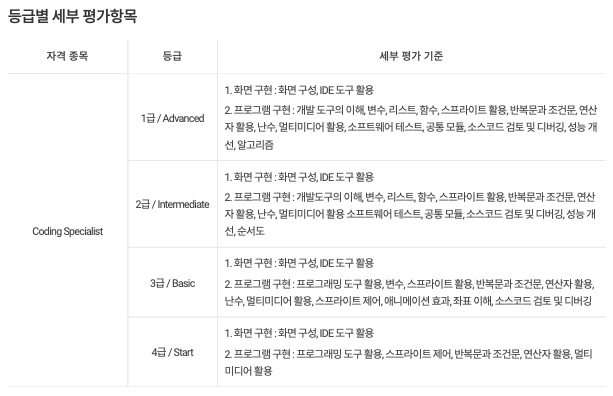 등급별 세부 평가항목
자격 종목
등급
세부 평가 기준
Coding Specialist
1급 / Advanced
1. 화면 구현 : 화면 구성, IDE 도구 활용
2. 프로그램 구현 : 개발 도구의 이해, 변수, 리스트, 함수, 스프라이트 활용, 반복문과 조건문, 연산
자 활용, 난수, 멀티미디어 활용, 소프트웨어 테스트, 공통 모듈, 소스코드 검토 및 디버깅, 성능 개
선, 알고리즘
2급 / Intermediate
1. 화면 구현 : 화면 구성, IDE 도구 활용
2. 프로그램 구현 : 개발도구의 이해, 변수, 리스트, 함수, 스프라이트 활용, 반복문과 조건문, 연산
자 활용, 난수, 멀티미디어 활용 소프트웨어 테스트, 공통 모듈, 소스코드 검토 및 디버깅, 성능 개
선, 순서도
3급 / Basic
1. 화면 구현 : 화면 구성, IDE 도구 활용
2. 프로그램 구현 : 프로그래밍 도구 활용, 변수, 스프라이트 활용, 반복문과 조건문, 연산자 활용,
난수, 멀티미디어 활용, 스프라이트 제어, 애니메이션 효과, 좌표 이해, 소스코드 검토 및 디버깅
4급 / Start
1. 화면 구현 : 화면 구성, IDE 도구 활용
2. 프로그램 구현 : 프로그래밍 도구 활용, 스프라이트 제어, 반복문과 조건문, 연산자 활용, 멀티
미디어 활용